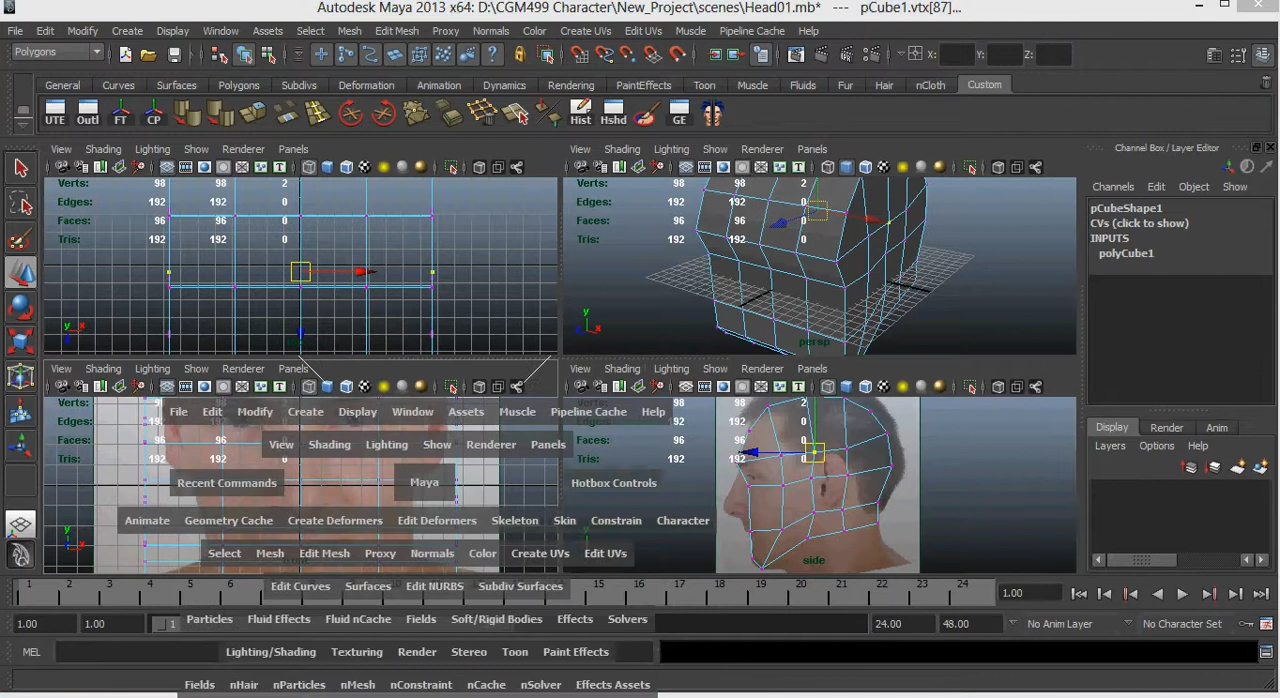 Autodesk Maya 2013 x64: D:\CGM499 Character\New_Project\scenes\Head01.mb* --- pCube1.vtx[87]...
File Edit Modify Create Display Window Assets Select Mesh Edit Mesh Proxy Normals Color Create UVs Edit UVs Muscle Pipeline Cache Help
Polygons X: Y: Z:
General Curves Surfaces Polygons Subdivs Deformation Animation Dynamics Rendering PaintEffects Toon Muscle Fluids Fur Hair nCloth Custom
UTE Outl FT CP Hist Hshd GE
View Shading Lighting Show Renderer Panels
Verts: 98 98 2
Edges: 192 192 0
Faces: 96 96 0
Tris: 192 192 0
y x
View Shading Lighting Show Renderer Panels
Verts: 98 98 2
Edges: 192 192 0
Faces: 96 96 0
Tris: 192 192 0
y x
persp
Channel Box / Layer Editor
Channels Edit Object Show
pCubeShape1
CVs (click to show)
INPUTS
polyCube1
View Shading Lighting Show Renderer Panels
Verts:
Edges: 192
Faces: 96 96 0
192 192
y x
front
View Shading Lighting Show Renderer Panels
98 98 2
192 0
96 96 0
192 192 0
side
File Edit Modify Create Display Window Assets Muscle Pipeline Cache Help
View Shading Lighting Show Renderer Panels
Recent Commands Maya Hotbox Controls
Animate Geometry Cache Create Deformers Edit Deformers Skeleton Skin Constrain Character
Select Mesh Edit Mesh Proxy Normals Color Create UVs Edit UVs
Edit Curves Surfaces Edit NURBS Subdiv Surfaces
Particles Fluid Effects Fluid nCache Fields Soft/Rigid Bodies Effects Solvers
Lighting/Shading Texturing Render Stereo Toon Paint Effects
Fields nHair nParticles nMesh nConstraint nCache nSolver Effects Assets
Display Render Anim
Layers Options Help
1 2 3 4 5 6 15 16 17 18 19 20 21 22 23 24 1.00
1.00 1.00 1 24.00 48.00 No Anim Layer No Character Set
MEL